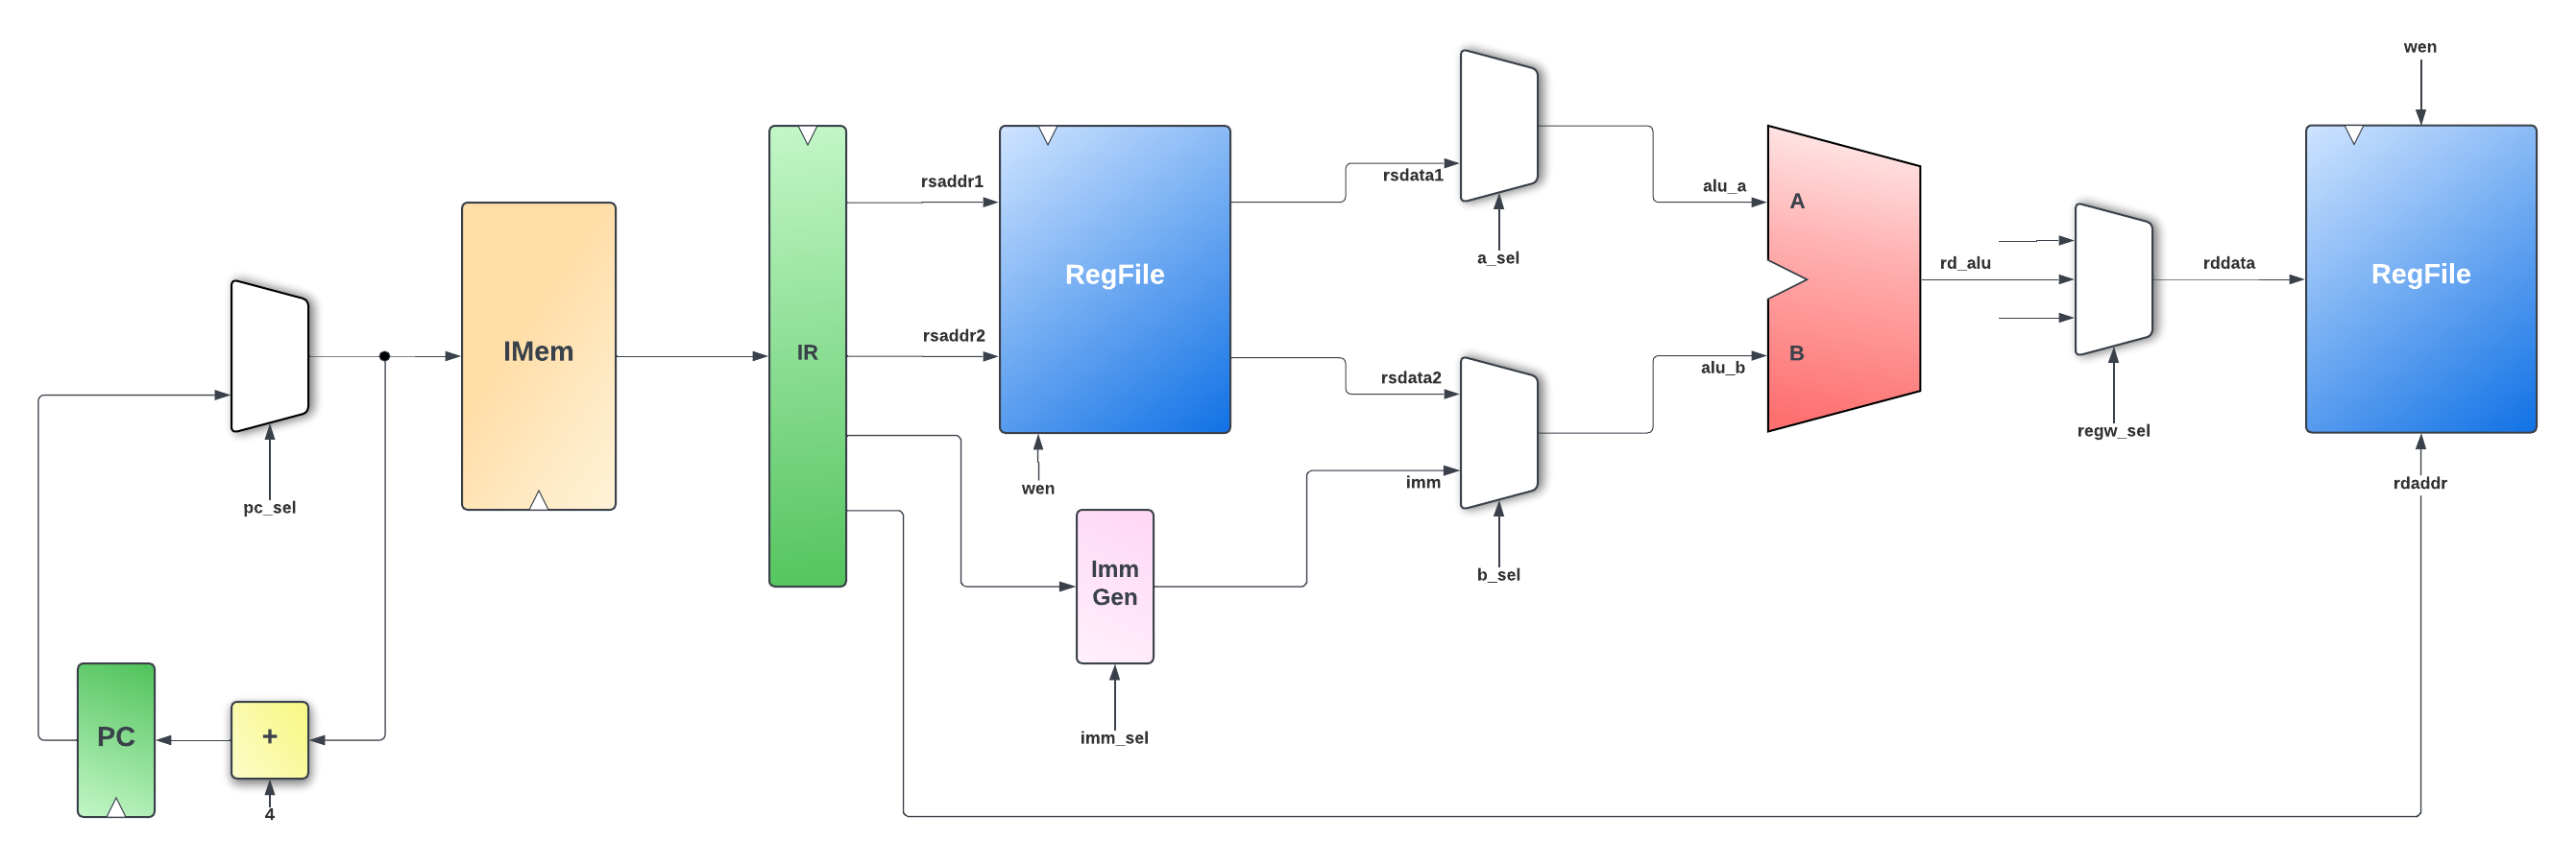 wen
rsaddr1
rsdata1
alu_a
A
a_sel
RegFile
rd_alu
rddata
RegFile
IMem
IR
rsaddr2
rsdata2
alu_b
B
regw_sel
imm
rdaddr
wen
pc_sel
Imm
Gen
b_sel
imm_sel
PC
+
4